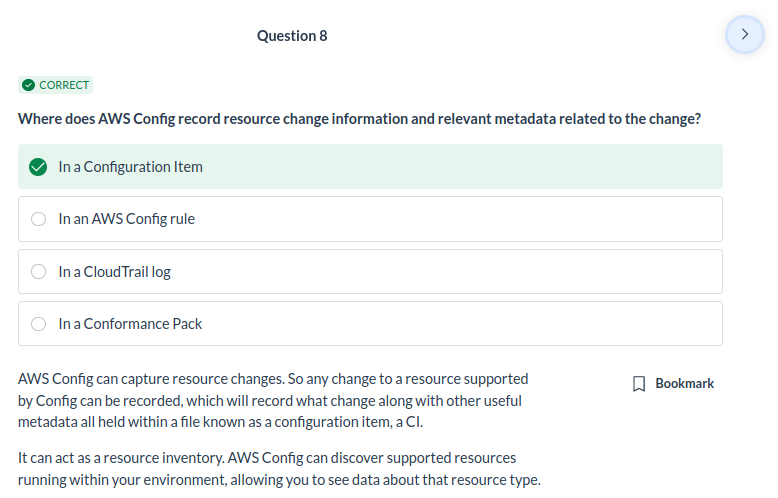 Question 8
CORRECT
Where does AWS Config record resource change information and relevant metadata related to the change?
In a Configuration Item
In an AWS Config rule
In a CloudTrail log
In a Conformance Pack
AWS Config can capture resource changes. So any change to a resource supported
by Config can be recorded, which will record what change along with other useful
metadata all held within a file known as a configuration item, a CI.
Bookmark
It can act as a resource inventory. AWS Config can discover supported resources
running within your environment, allowing you to see data about that resource type.